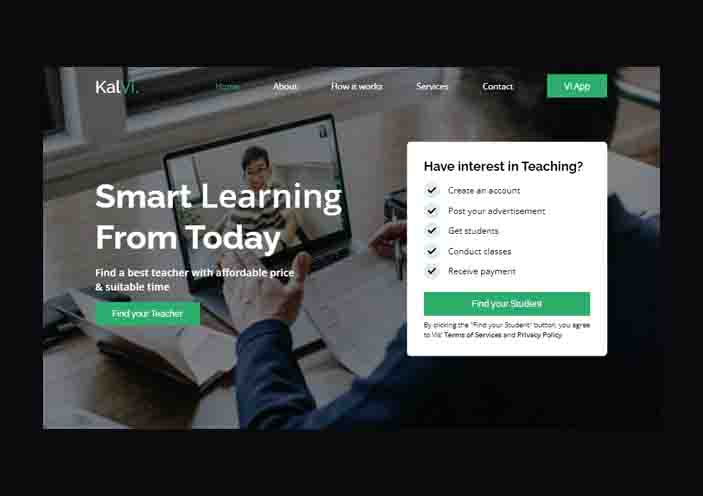 KalVi.
Home
About
How it works
Services
Contact
Vi App
Smart Learning
From Today
Find a best teacher with affordable price
& suitable time
Find your Teacher
Have interest in Teaching?
Create an account
Post your advertisement
Get students
Conduct classes
Receive payment
Find your Student
By clicking the "Find your Student" button, you agree
to Vis' Terms of Services and Privacy Policy